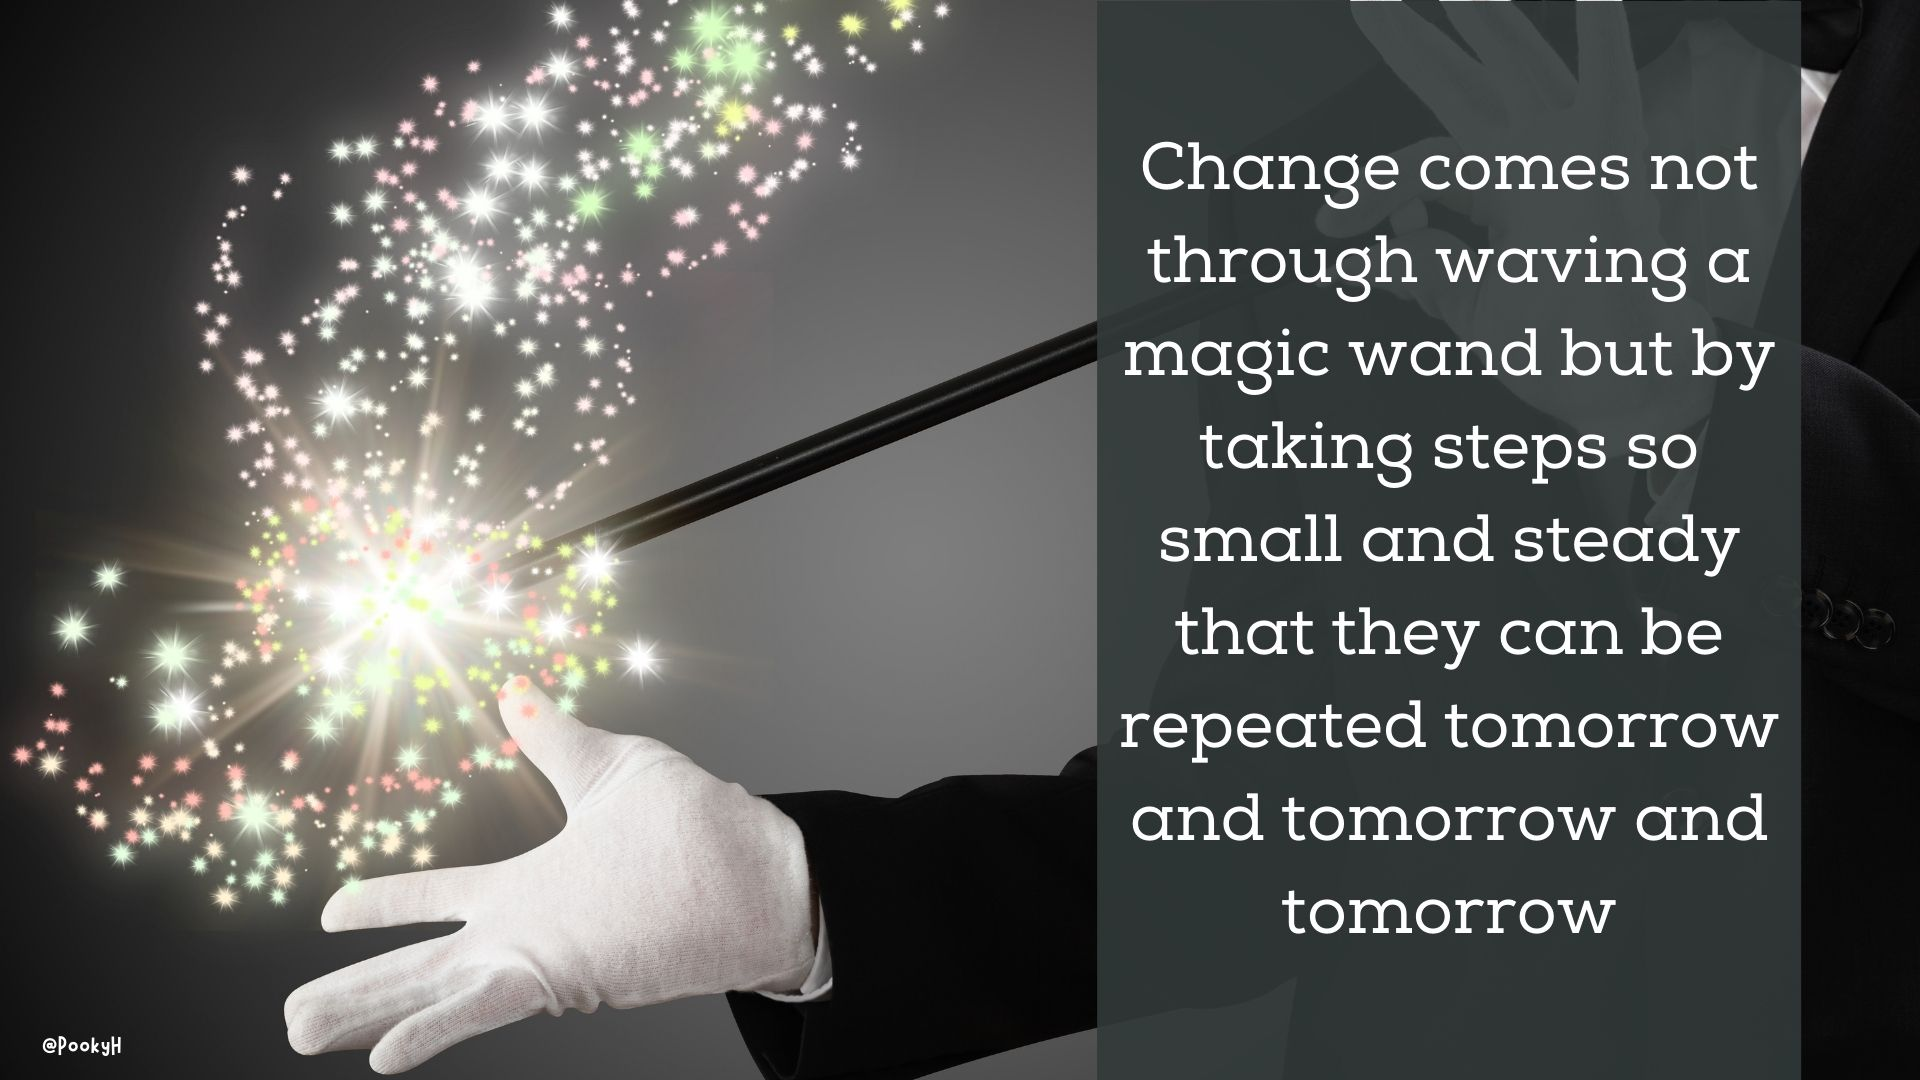 Change comes not
through waving a
magic wand but by
taking steps so
small and steady
that they can be
repeated tomorrow
and tomorrow and
tomorrow
@PookyH